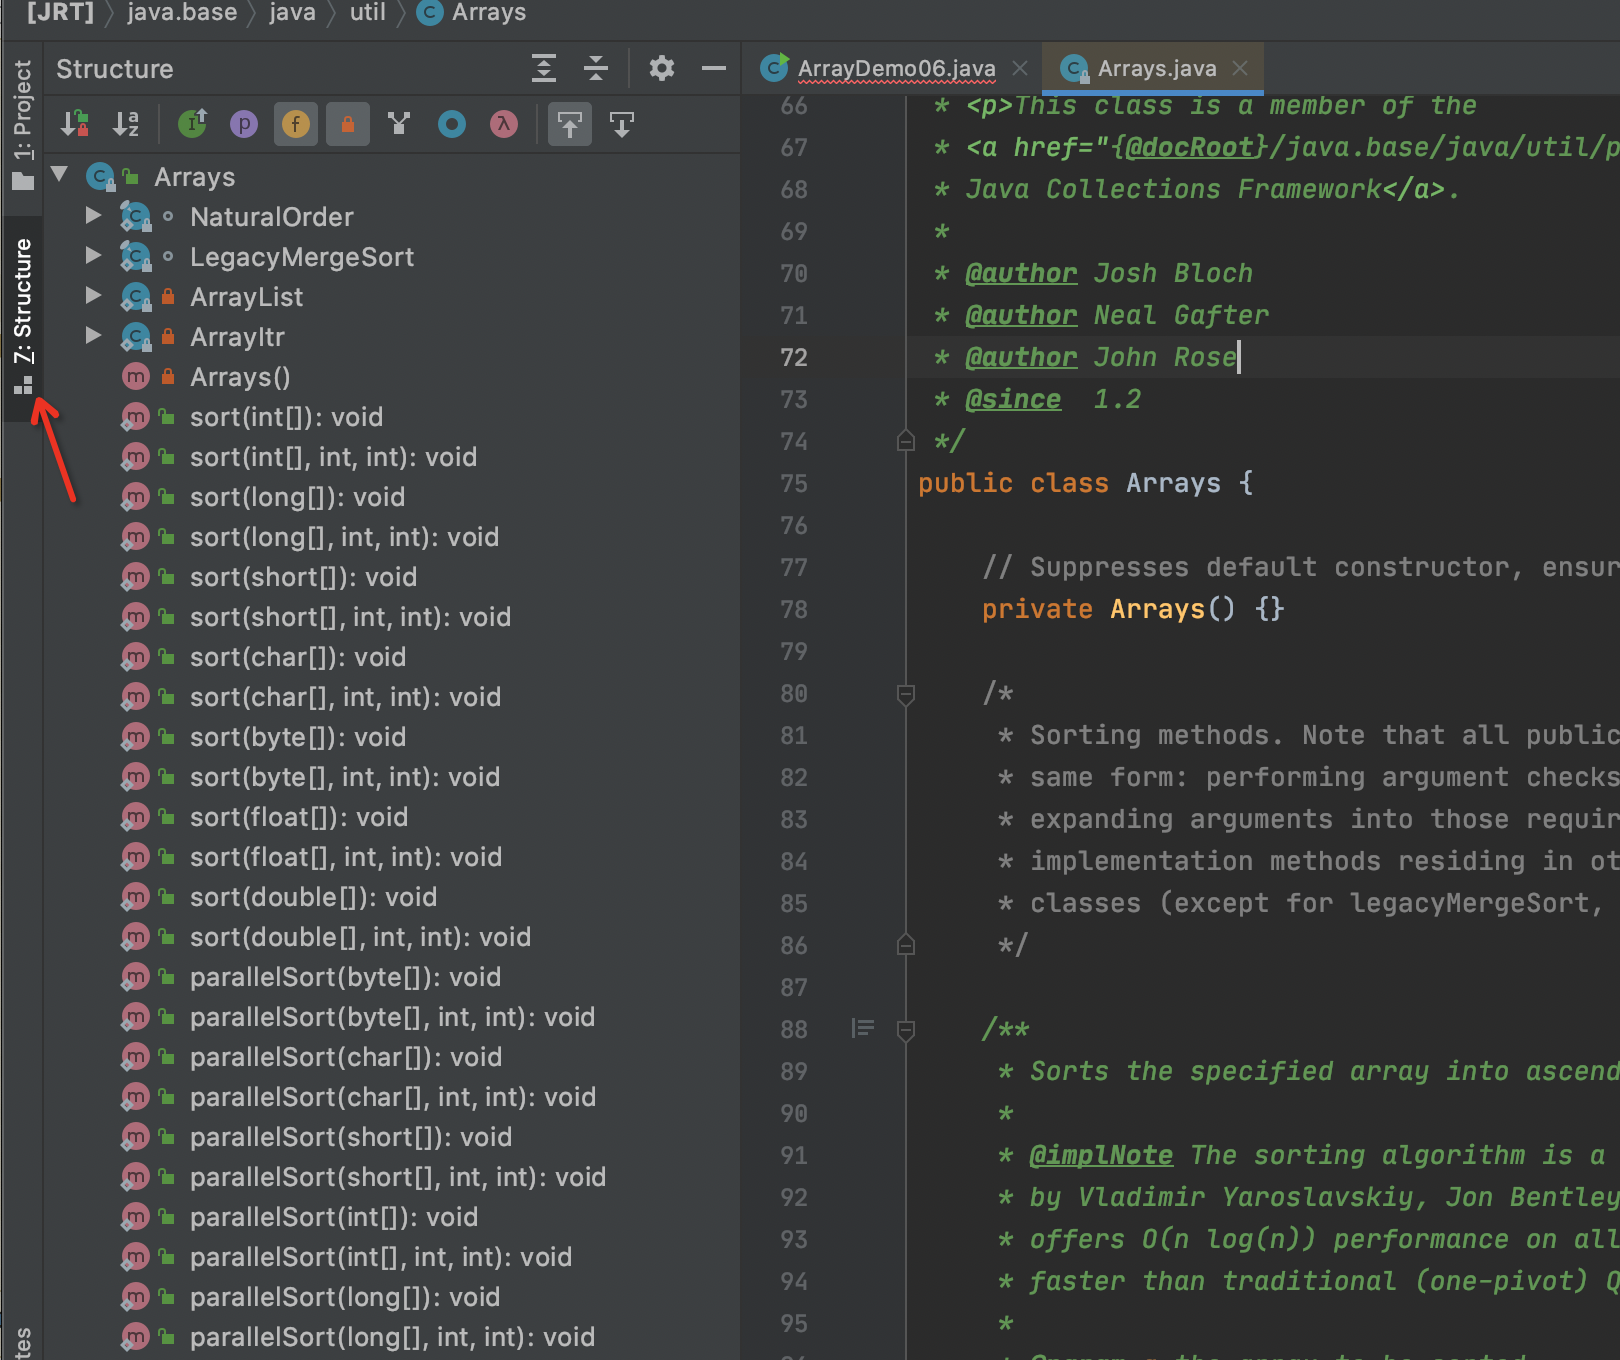 [JRT] java.base java util Arrays
1: Project
7: Structure
Structure
Arrays
NaturalOrder
LegacyMergeSort
ArrayList
ArrayItr
Arrays()
sort(int[]): void
sort(int[], int, int): void
sort(long[]): void
sort(long[], int, int): void
sort(short[]): void
sort(short[], int, int): void
sort(char[]): void
sort(char[], int, int): void
sort(byte[]): void
sort(byte[], int, int): void
sort(float[]): void
sort(float[], int, int): void
sort(double[]): void
sort(double[], int, int): void
parallelSort(byte[]): void
parallelSort(byte[], int, int): void
parallelSort(char[]): void
parallelSort(char[], int, int): void
parallelSort(short[]): void
parallelSort(short[], int, int): void
parallelSort(int[]): void
parallelSort(int[], int, int): void
parallelSort(long[]): void
parallelSort(long[], int, int): void
ArrayDemo06.java Arrays.java
66 * <p>This class is a member of the
67 * <a href="{@docRoot}/java.base/java/util/p
68 * Java Collections Framework</a>.
69 *
70 * @author Josh Bloch
71 * @author Neal Gafter
72 * @author John Rose
73 * @since 1.2
74 */
75 public class Arrays {
76
77 // Suppresses default constructor, ensur
78 private Arrays() {}
79
80 /*
81 * Sorting methods. Note that all public
82 * same form: performing argument checks
83 * expanding arguments into those requir
84 * implementation methods residing in ot
85 * classes (except for legacyMergeSort,
86 */
87
88 /**
89 * Sorts the specified array into ascend
90 *
91 * @implNote The sorting algorithm is a
92 * by Vladimir Yaroslavskiy, Jon Bentley
93 * offers O(n log(n)) performance on all
94 * faster than traditional (one-pivot) Q
95 *